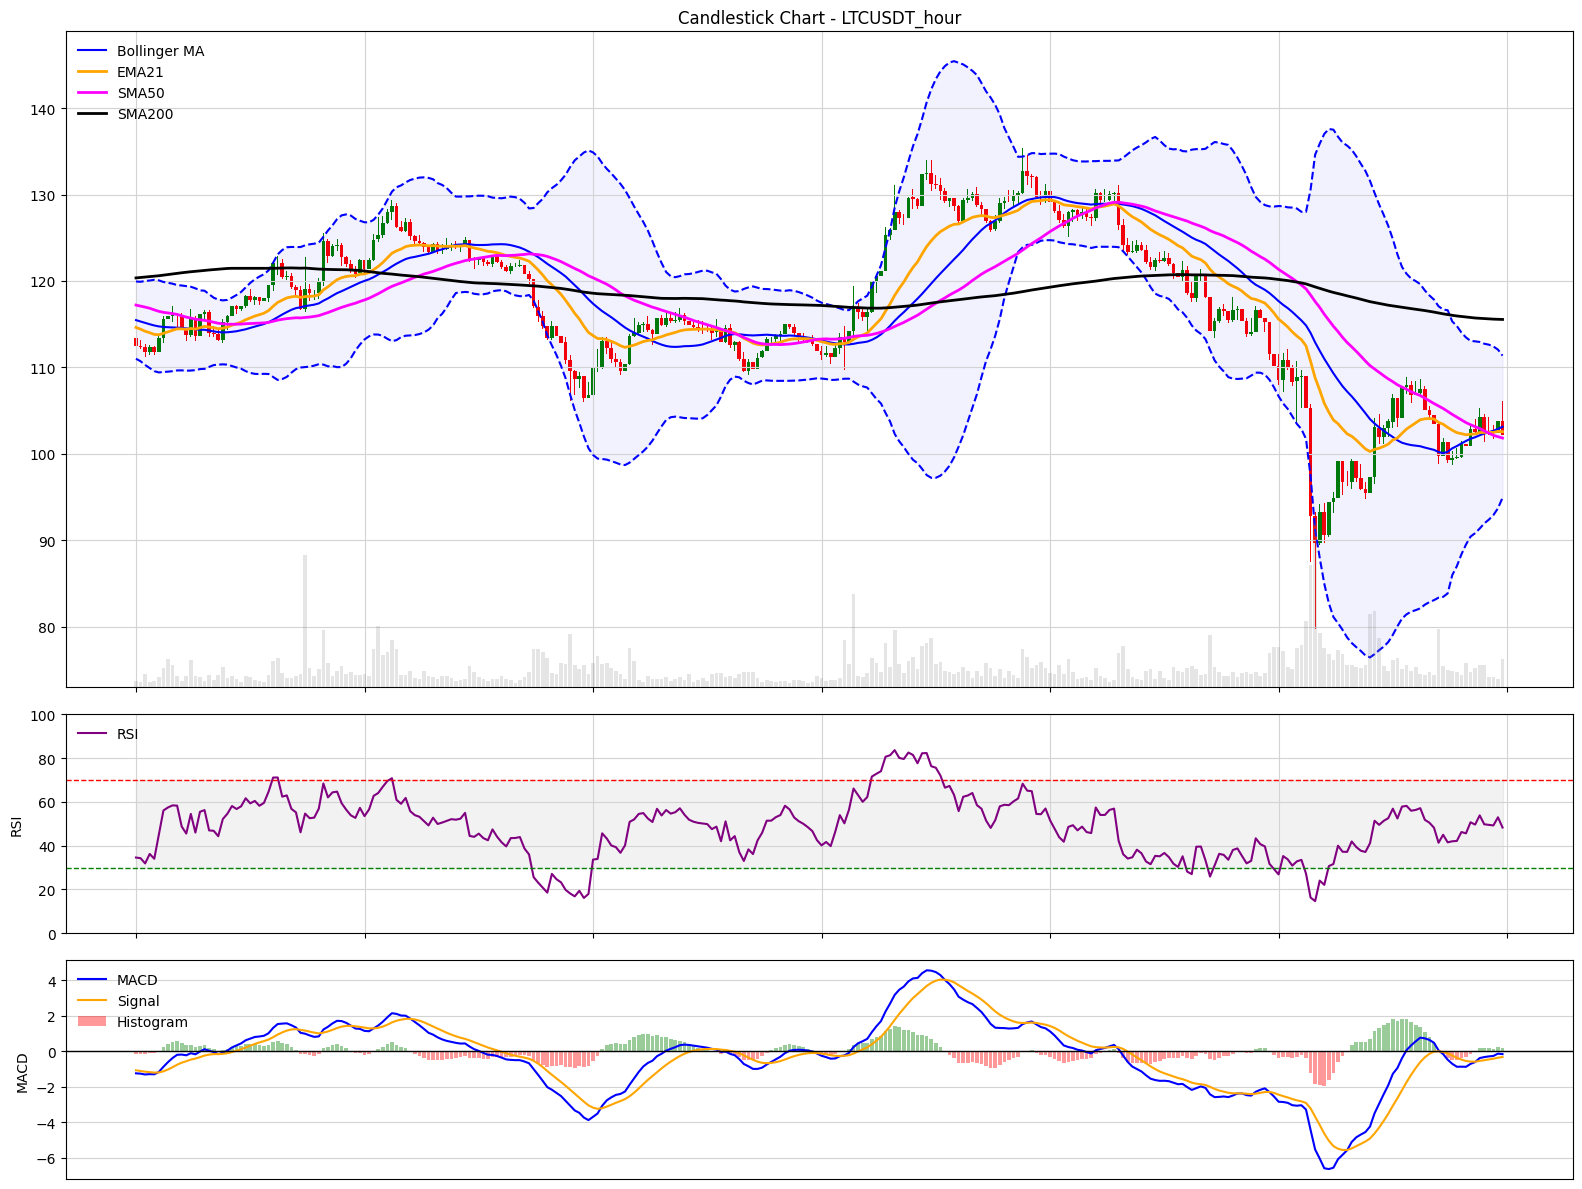 Candlestick Chart - LTCUSDT_hour
Bollinger MA
EMA21
SMA50
SMA200
140
130
120
110
100
90
80
RSI
100
80
60
40
20
0
RSI
MACD
Signal
Histogram
4
2
0
−2
−4
−6
MACD